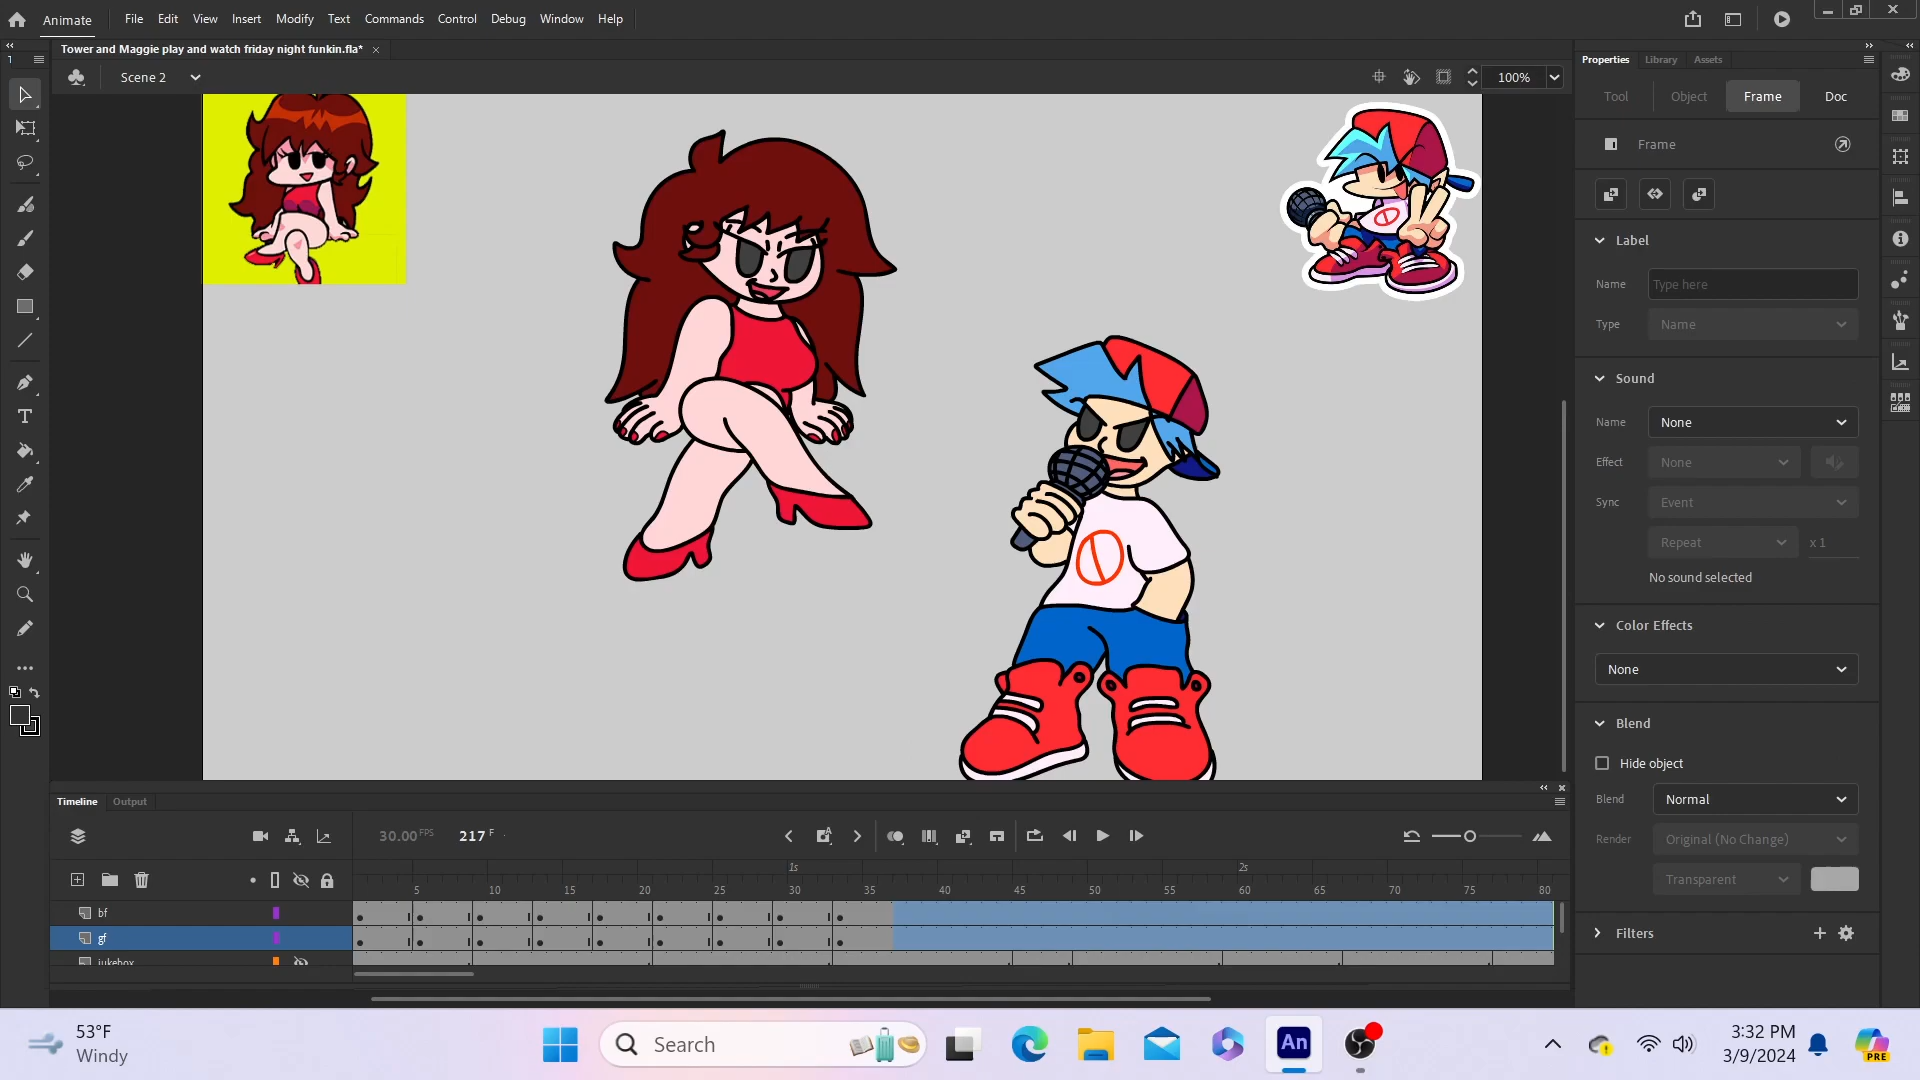 Animate File Edit View Insert Modify Text Commands Control Debug Window Help
Tower and Maggie play and watch friday night funkin.fla* ×
1
Scene 2
100%
Properties Library Assets
Tool Object Frame Doc
Frame
Label
Name Type here
Type Name
Sound
Name None
Effect None
Sync Event
Repeat x 1
No sound selected
Color Effects
None
Blend
Hide object
Blend Normal
Render Original (No Change)
Transparent
Filters
Timeline Output
30.00 FPS 217 F
1s 2s
5 10 15 20 25 30 35 40 45 50 55 60 65 70 75 80
bf
gf
jukebox
53°F
Windy
Search
An
3:32 PM
3/9/2024
PRE